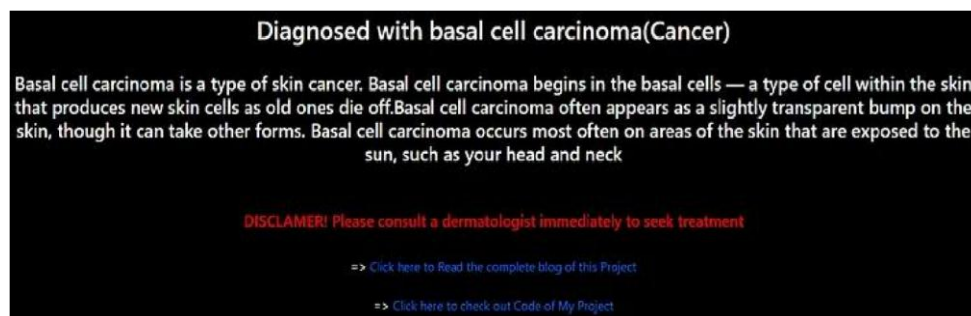 Diagnosed with basal cell carcinoma(Cancer)
Basal cell carcinoma is a type of skin cancer. Basal cell carcinoma begins in the basal cells — a type of cell within the skin
that produces new skin cells as old ones die off.Basal cell carcinoma often appears as a slightly transparent bump on the
skin, though it can take other forms. Basal cell carcinoma occurs most often on areas of the skin that are exposed to the
sun, such as your head and neck
DISCLAMER! Please consult a dermatologist immediately to seek treatment
=> Click here to Read the complete blog of this Project
=> Click here to check out Code of My Project